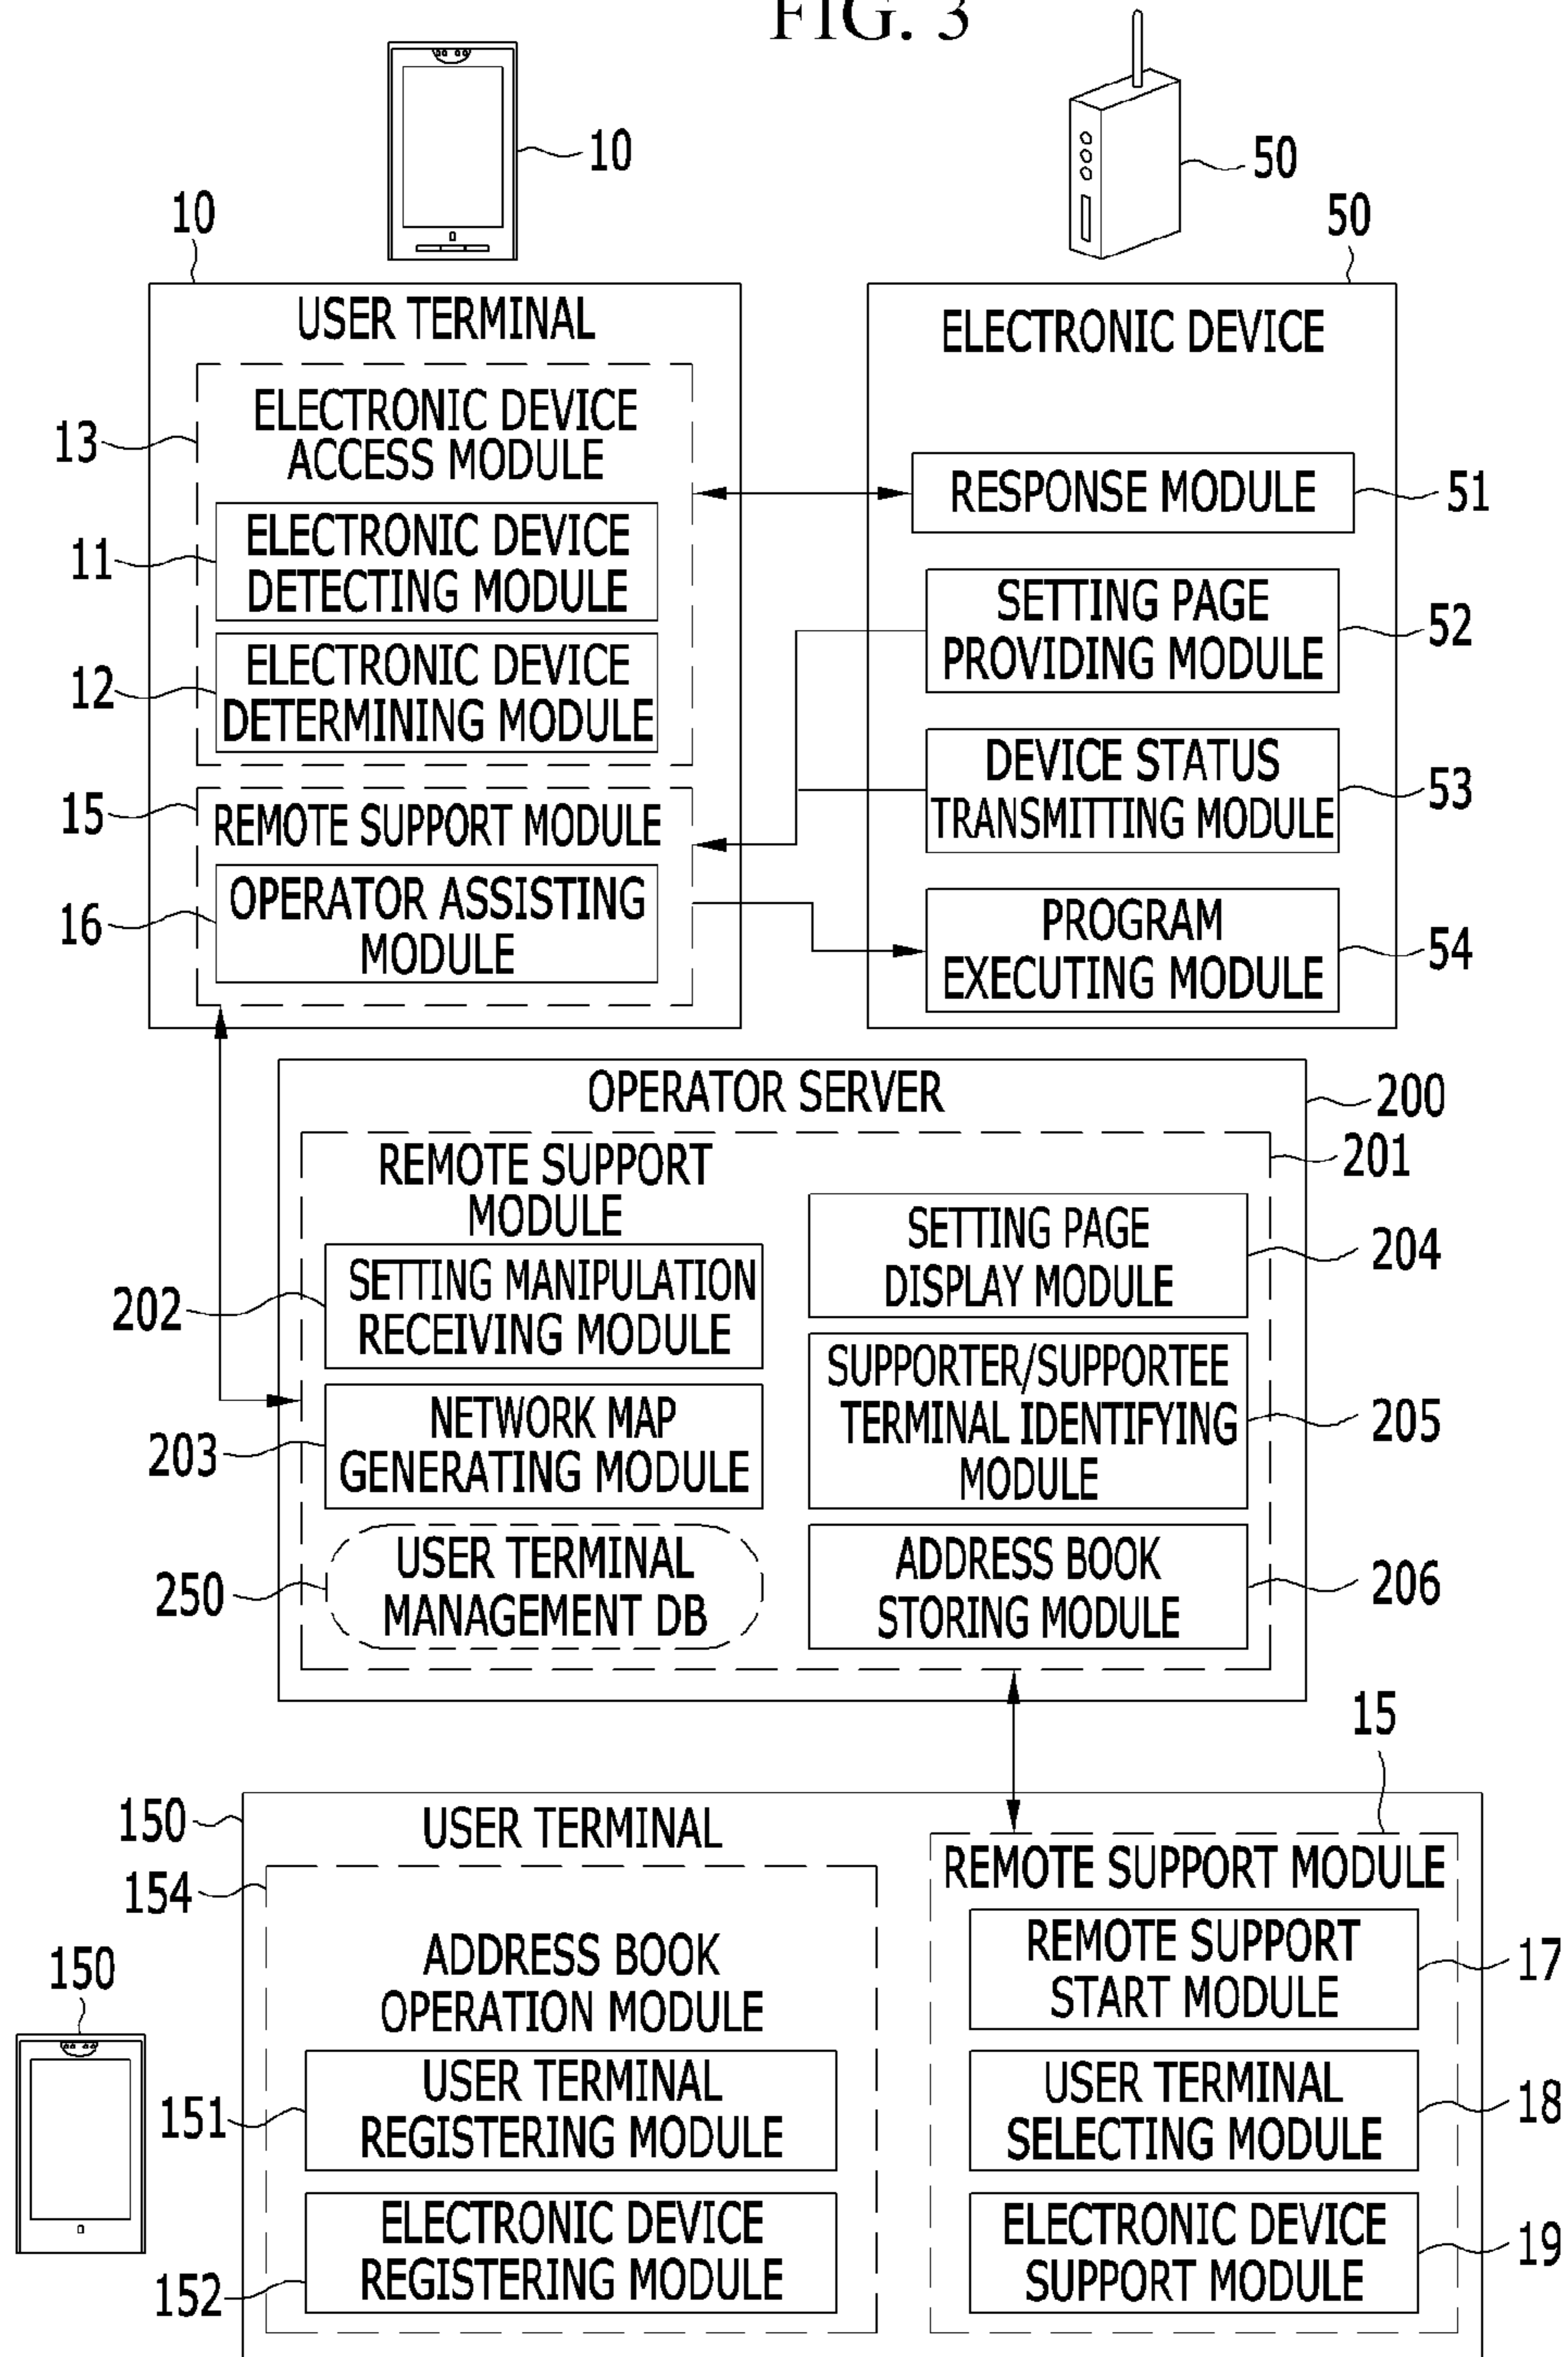 FIG. 3
10
50
10
50
USER TERMINAL
ELECTRONIC DEVICE
13
ELECTRONIC DEVICE
ACCESS MODULE
11
ELECTRONIC DEVICE
DETECTING MODULE
12
ELECTRONIC DEVICE
DETERMINING MODULE
15
REMOTE SUPPORT MODULE
16
OPERATOR ASSISTING
MODULE
RESPONSE MODULE
51
SETTING PAGE
PROVIDING MODULE
52
DEVICE STATUS
TRANSMITTING MODULE
53
PROGRAM
EXECUTING MODULE
54
OPERATOR SERVER
200
201
REMOTE SUPPORT
MODULE
202
SETTING MANIPULATION
RECEIVING MODULE
203
NETWORK MAP
GENERATING MODULE
250
USER TERMINAL
MANAGEMENT DB
SETTING PAGE
DISPLAY MODULE
204
SUPPORTER/SUPPORTEE
TERMINAL IDENTIFYING
MODULE
205
ADDRESS BOOK
STORING MODULE
206
15
150
USER TERMINAL
154
ADDRESS BOOK
OPERATION MODULE
150
151
USER TERMINAL
REGISTERING MODULE
152
ELECTRONIC DEVICE
REGISTERING MODULE
REMOTE SUPPORT MODULE
REMOTE SUPPORT
START MODULE
17
USER TERMINAL
SELECTING MODULE
18
ELECTRONIC DEVICE
SUPPORT MODULE
19